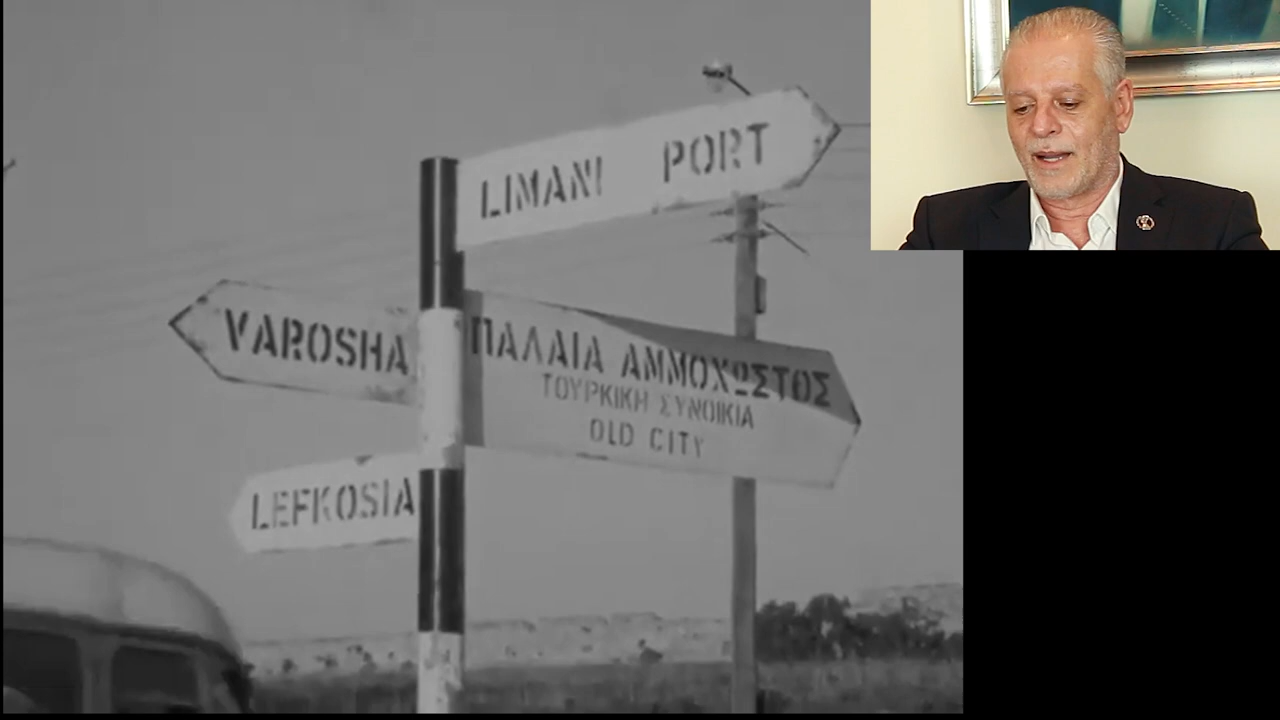 LIMANI PORT
VAROSHA
ΠΑΛΑΙΑ ΑΜΜΟΧΩΣΤΟΣ
ΤΟΥΡΚΙΚΗ ΣΥΝΟΙΚΙΑ
OLD CITY
LEFKOSIA